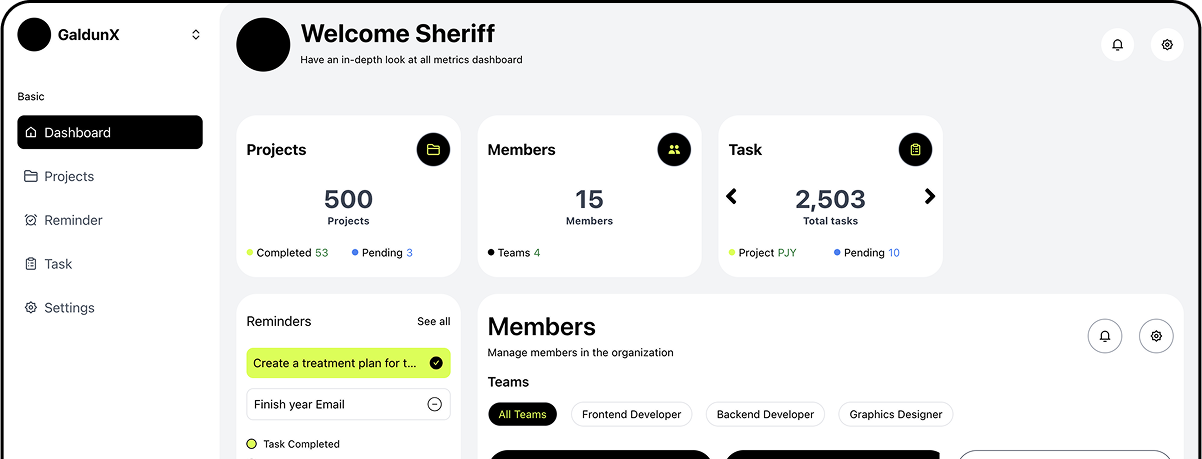 GaldunX
Basic
Dashboard
Projects
Reminder
Task
Settings
Welcome Sheriff
Have an in-depth look at all metrics dashboard
Projects
500
Projects
Completed 53
Pending 3
Members
15
Members
Teams 4
Task
2,503
Total tasks
Project PJY
Pending 10
Reminders
See all
Create a treatment plan for t...
Finish year Email
Task Completed
Members
Manage members in the organization
Teams
All Teams
Frontend Developer
Backend Developer
Graphics Designer